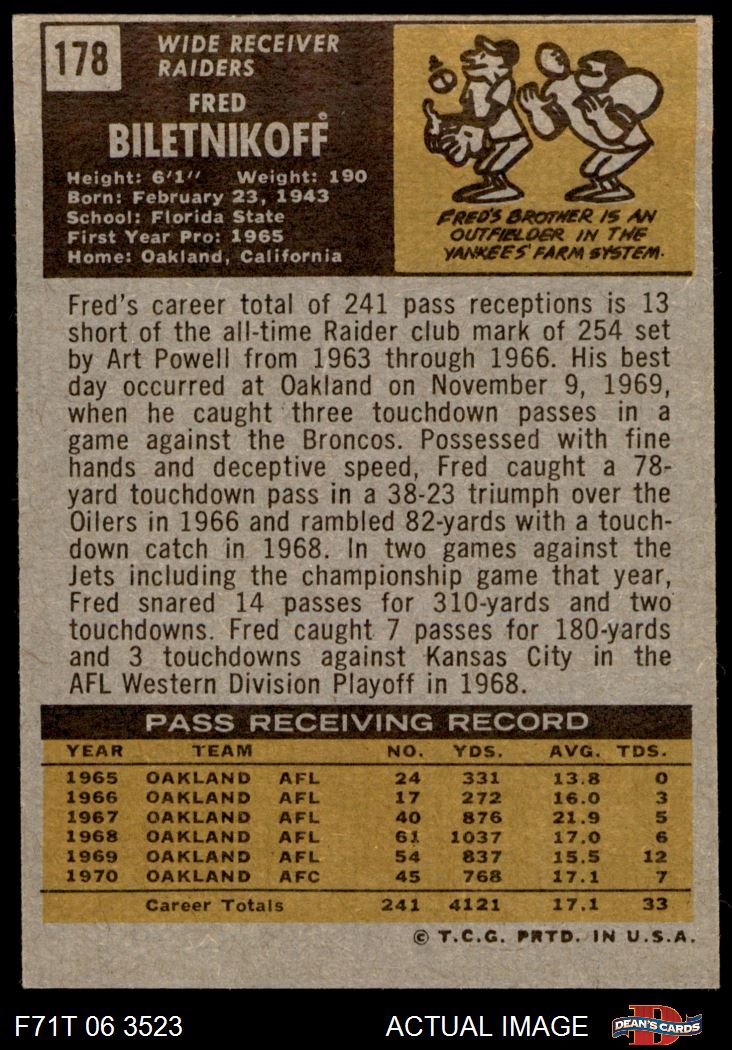 178
WIDE RECEIVER
RAIDERS
FRED
BILETNIKOFF
Height: 6'1" Weight: 190
Born: February 23, 1943
School: Florida State
First Year Pro: 1965
Home: Oakland, California
FRED'S BROTHER IS AN
OUTFIELDER IN THE
YANKEES' FARM SYSTEM.
Fred's career total of 241 pass receptions is 13
short of the all-time Raider club mark of 254 set
by Art Powell from 1963 through 1966. His best
day occurred at Oakland on November 9, 1969,
when he caught three touchdown passes in a
game against the Broncos. Possessed with fine
hands and deceptive speed, Fred caught a 78-
yard touchdown pass in a 38-23 triumph over the
Oilers in 1966 and rambled 82-yards with a touch-
down catch in 1968. In two games against the
Jets including the championship game that year,
Fred snared 14 passes for 310-yards and two
touchdowns. Fred caught 7 passes for 180-yards
and 3 touchdowns against Kansas City in the
AFL Western Division Playoff in 1968.
PASS RECEIVING RECORD
YEAR TEAM NO. YDS. AVG. TDS.
1965 OAKLAND AFL 24 331 13.8 0
1966 OAKLAND AFL 17 272 16.0 3
1967 OAKLAND AFL 40 876 21.9 5
1968 OAKLAND AFL 61 1037 17.0 6
1969 OAKLAND AFL 54 837 15.5 12
1970 OAKLAND AFC 45 768 17.1 7
Career Totals 241 4121 17.1 33
© T.C.G. PRTD. IN U.S.A.
F71T 06 3523 ACTUAL IMAGE
D
DEAN'S CARDS